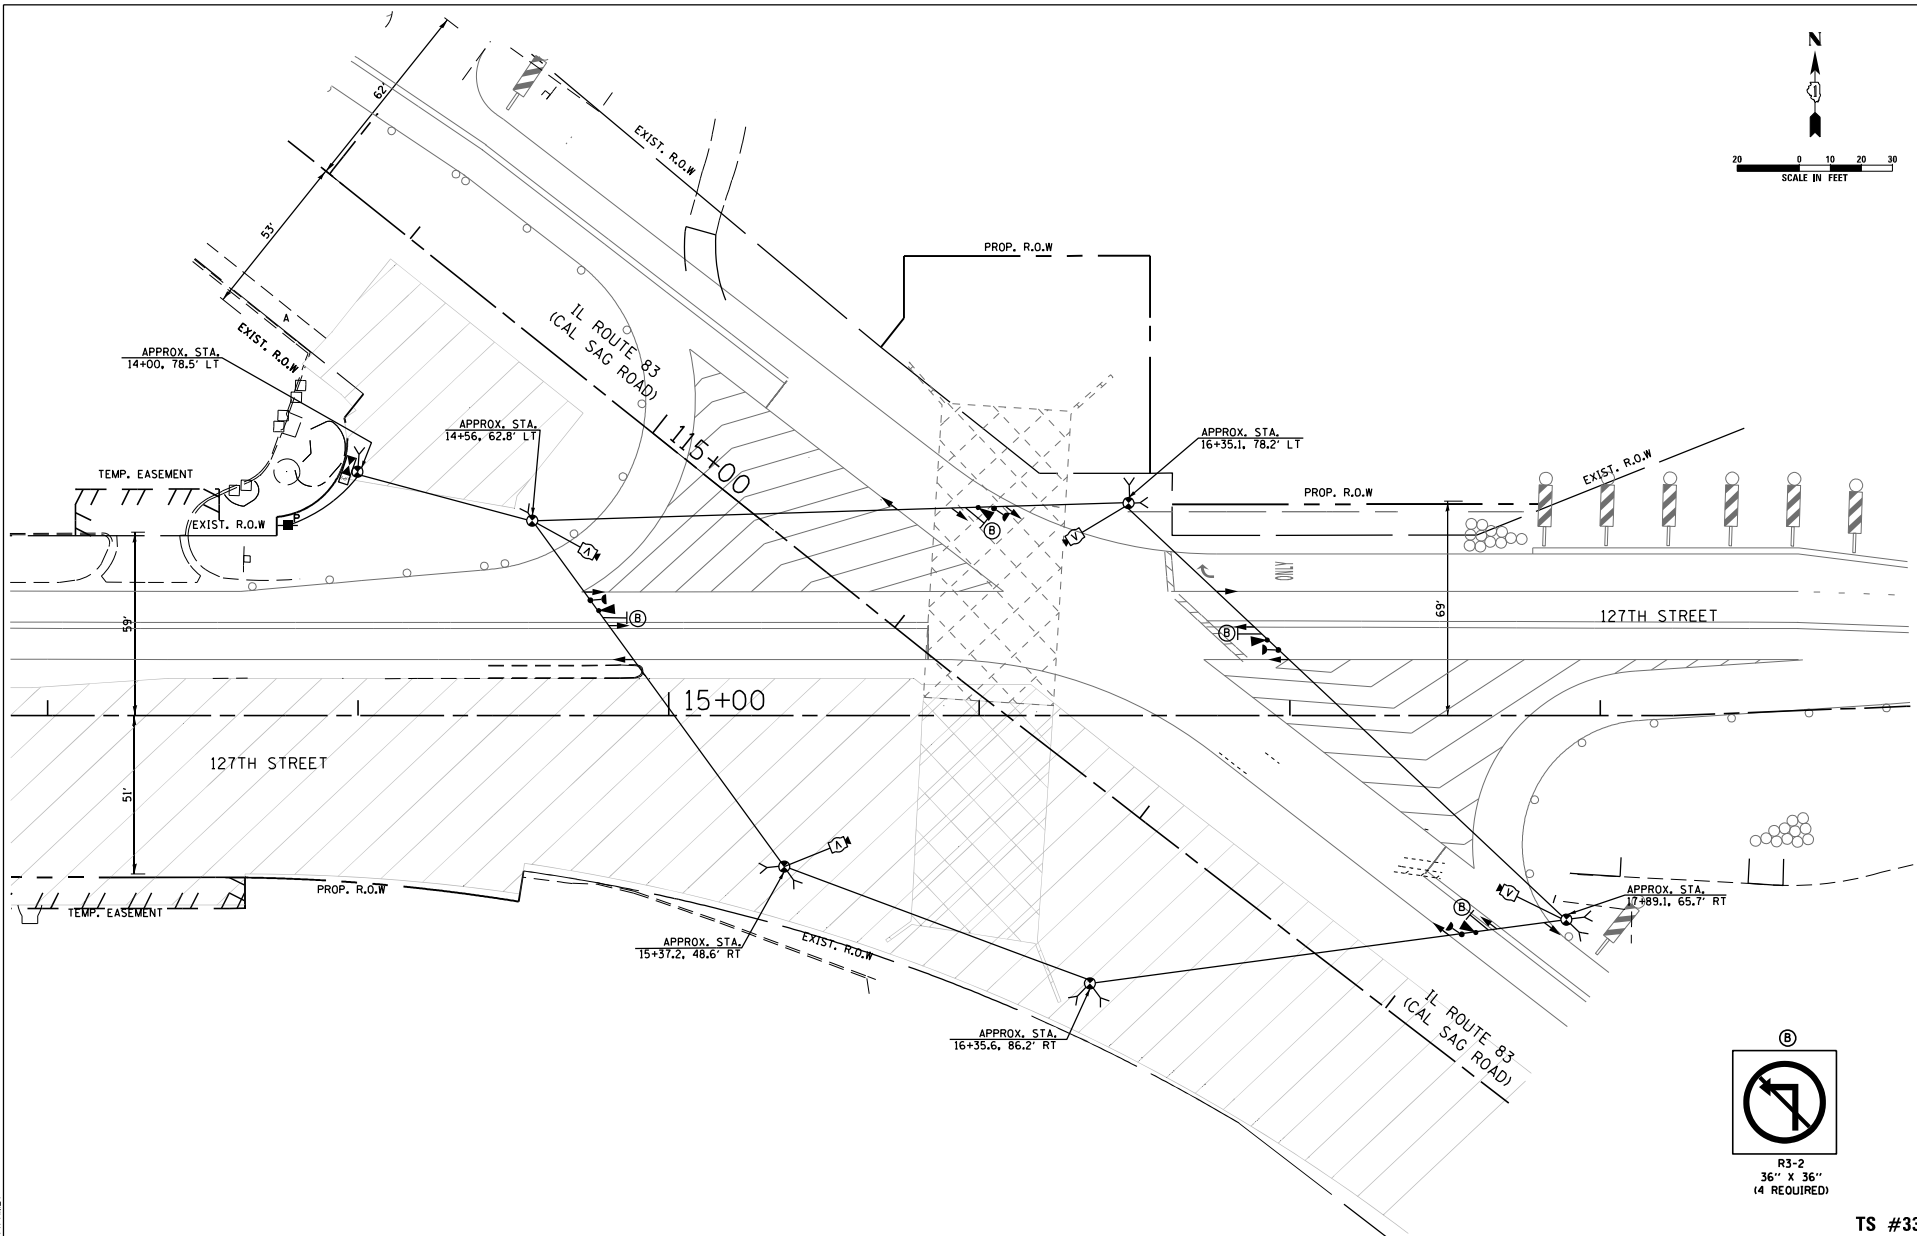 N
1
20 0 10 20 30
SCALE IN FEET
62'
EXIST. R.O.W
53'
PROP. R.O.W
A
EXIST. R.O.W
IL ROUTE 83
(CAL SAG ROAD)
APPROX. STA.
14+00, 78.5' LT
APPROX. STA.
14+56, 62.8' LT
115+00
APPROX. STA.
16+35.1, 78.2' LT
EXIST. R.O.W
TEMP. EASEMENT
PROP. R.O.W
EXIST. R.O.W
P
B
V
V
ONLY
59'
B
B
69'
127TH STREET
15+00
127TH STREET
51'
V
PROP. R.O.W
TEMP. EASEMENT
V
APPROX. STA.
17+89.1, 65.7' RT
B
EXIST. R.O.W
APPROX. STA.
15+37.2, 48.6' RT
APPROX. STA.
16+35.6, 86.2' RT
IL ROUTE 83
(CAL SAG ROAD)
B
R3-2
36" X 36"
(4 REQUIRED)
TS #33